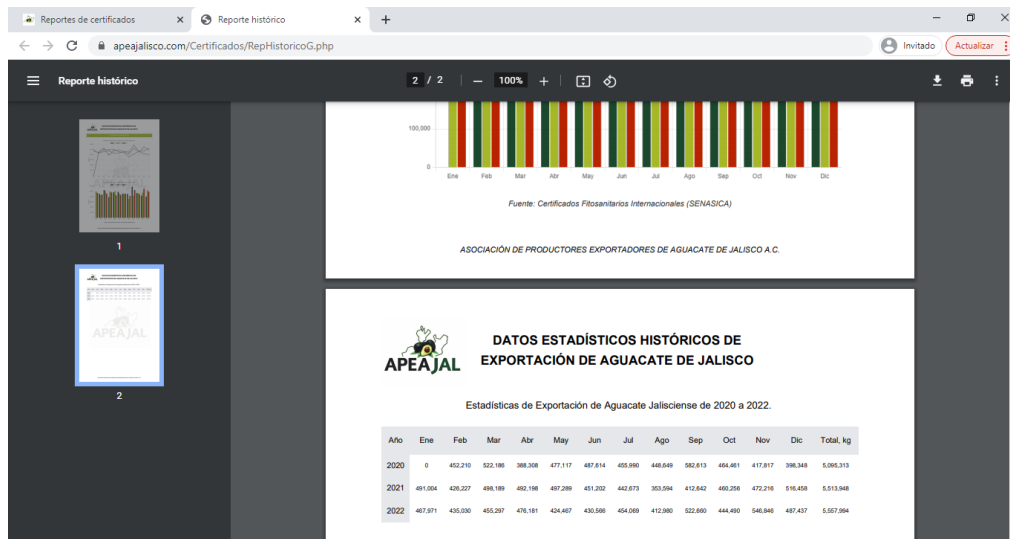 Reportes de certificados
Reporte histórico
apeajalisco.com/Certificados/RepHistoricoG.php
Invitado
Actualizar
Reporte histórico
2 / 2
100%
1
2
100,000
0
Ene Feb Mar Abr May Jun Jul Ago Sep Oct Nov Dic
Fuente: Certificados Fitosanitarios Internacionales (SENASICA)
ASOCIACIÓN DE PRODUCTORES EXPORTADORES DE AGUACATE DE JALISCO A.C.
APEAJAL
DATOS ESTADÍSTICOS HISTÓRICOS DE
EXPORTACIÓN DE AGUACATE DE JALISCO
Estadísticas de Exportación de Aguacate Jalisciense de 2020 a 2022.
Año Ene Feb Mar Abr May Jun Jul Ago Sep Oct Nov Dic Total, kg
2020 0 452,210 522,186 388,308 477,117 487,614 455,990 448,649 582,613 464,461 417,817 398,348 5,095,313
2021 491,004 426,227 498,189 492,198 497,289 451,202 442,673 353,594 412,642 460,256 472,216 516,458 5,513,948
2022 467,971 435,030 455,297 476,181 424,467 430,566 454,069 412,980 522,660 444,490 546,846 487,437 5,557,994